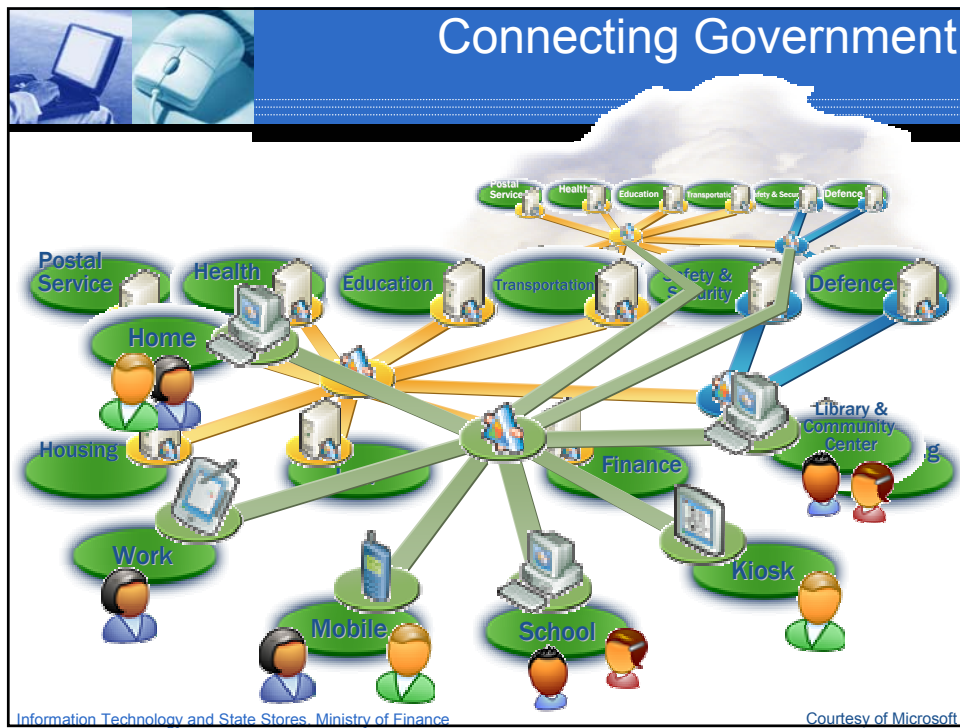 Connecting Government
Postal
Service
Health
Education
Transportation
Defence
Postal
Service
Health
Education
Transportation
Safety &
Security
Defence
Home
Housing
Finance
Library &
Community
Center
g
Work
Kiosk
Mobile
School
Information Technology and State Stores, Ministry of Finance
Courtesy of Microsoft